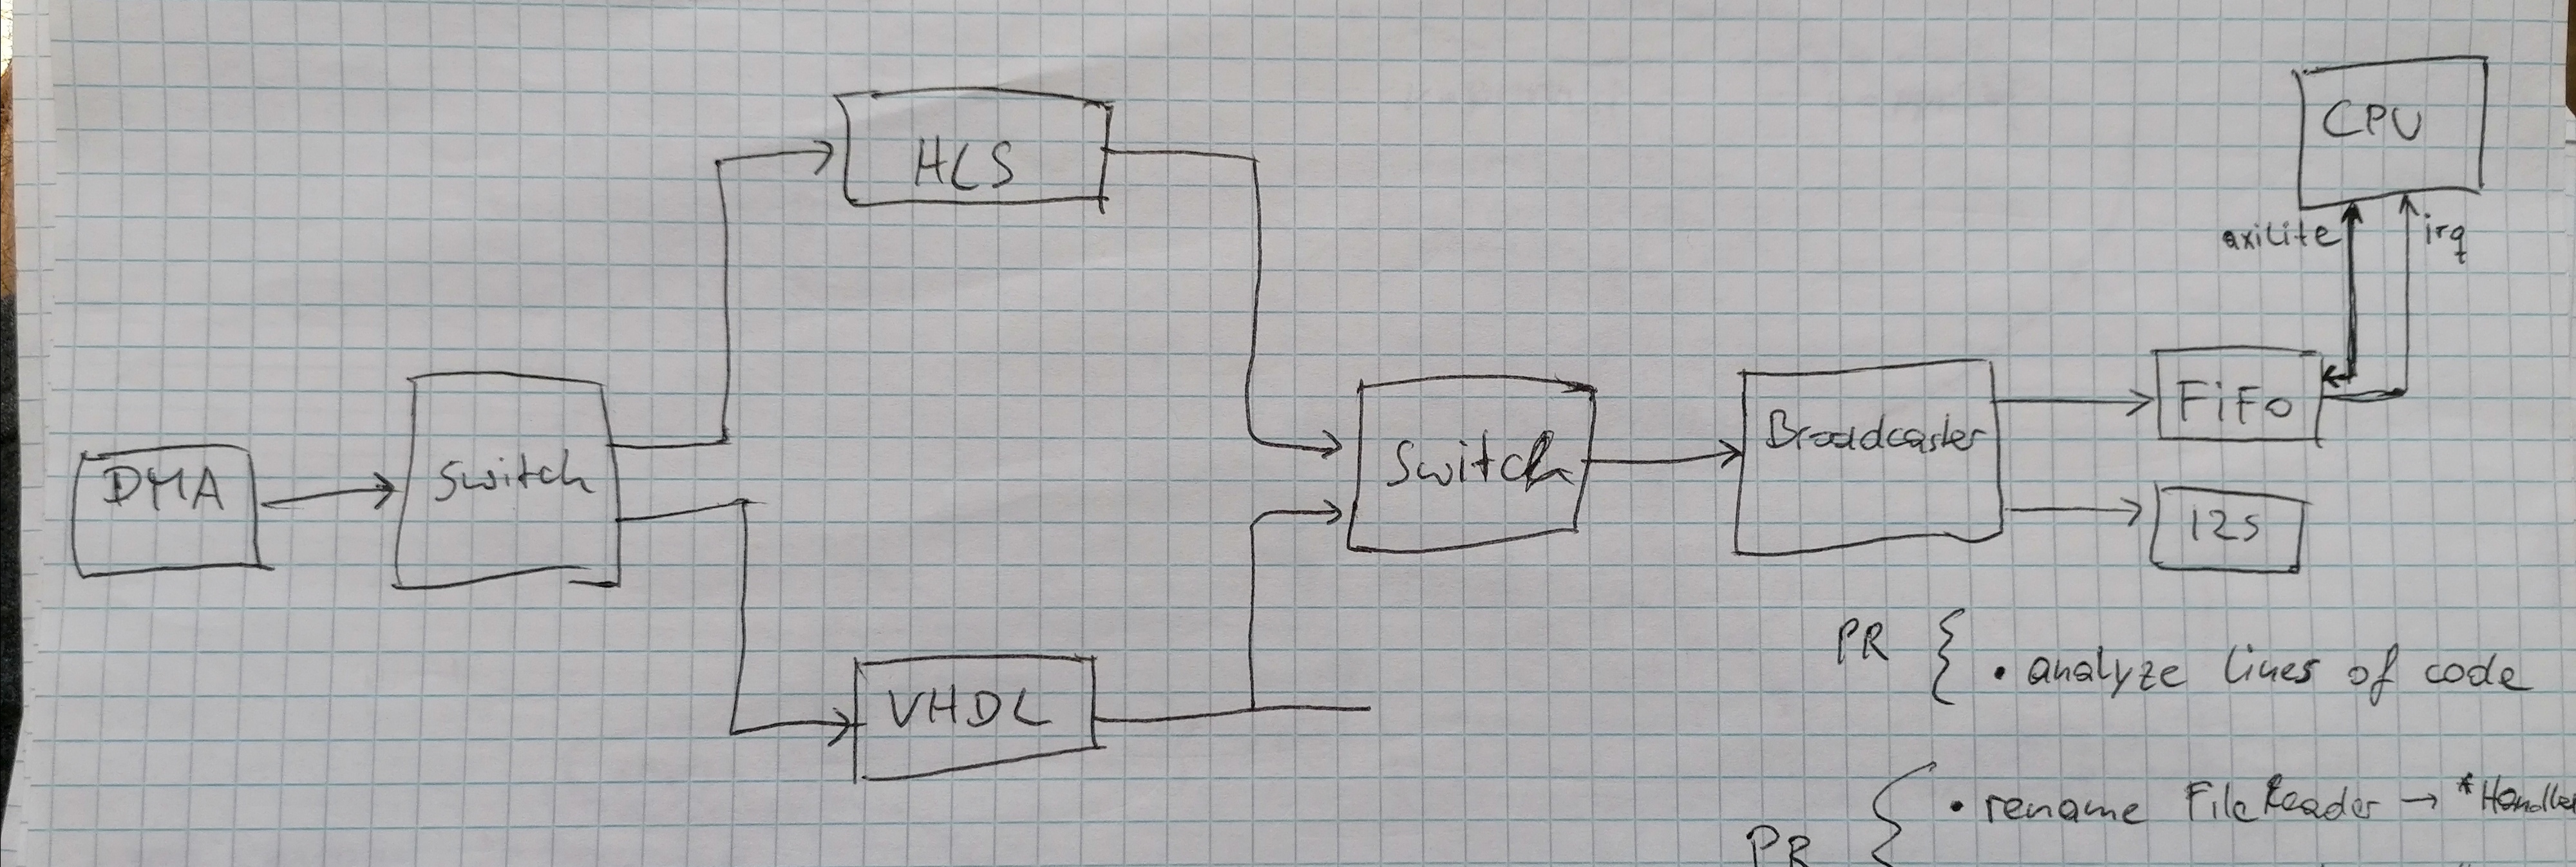 CPU
HLS
axilite
irq
DMA
Switch
Switch
Broadcaster
FiFo
I2S
VHDL
PR { • analyze lines of code
PR { • rename FileReader → *Handler